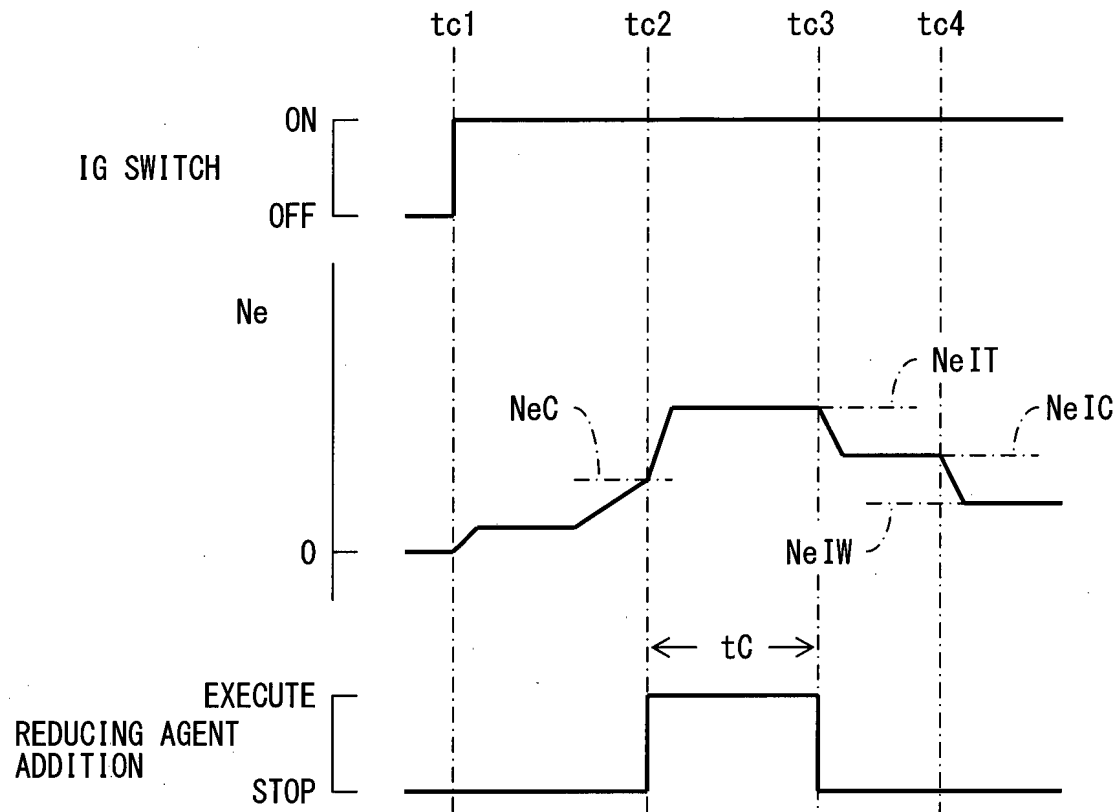 tc1 tc2 tc3 tc4
ON
IG SWITCH
OFF
Ne
NeIT
NeC
NeIC
0
NeIW
tC
EXECUTE
REDUCING AGENT
ADDITION
STOP